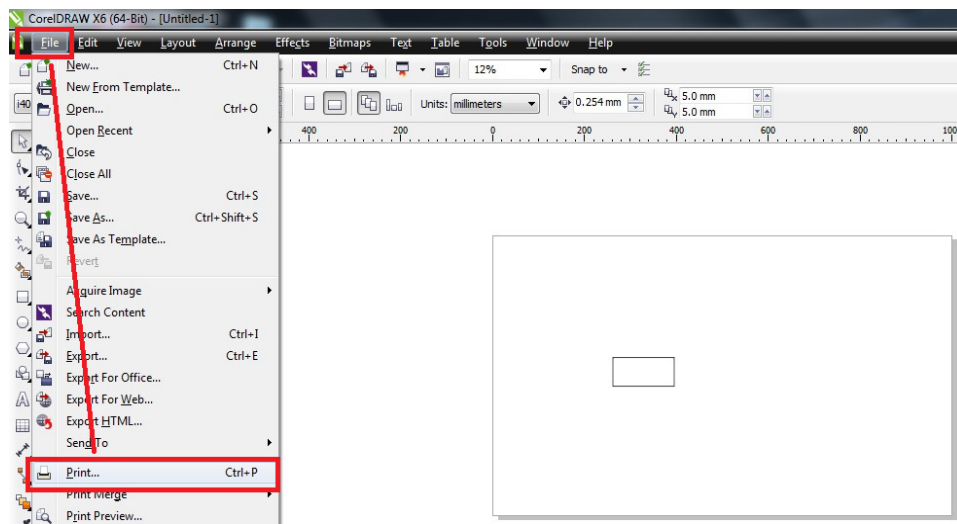 CorelDRAW X6 (64-Bit) - [Untitled-1]
File Edit View Layout Arrange Effects Bitmaps Text Table Tools Window Help
New... Ctrl+N
12% Snap to
New From Template...
i40
Open... Ctrl+O
Units: millimeters 0.254 mm
x 5.0 mm
y 5.0 mm
Open Recent
400 200 0 200 400 600 800 100
Close
Close All
Save... Ctrl+S
Save As... Ctrl+Shift+S
Save As Template...
Revert
Acquire Image
Search Content
Import... Ctrl+I
Export... Ctrl+E
Export For Office...
Export For Web...
Export HTML...
Send To
Print... Ctrl+P
Print Merge
Print Preview...